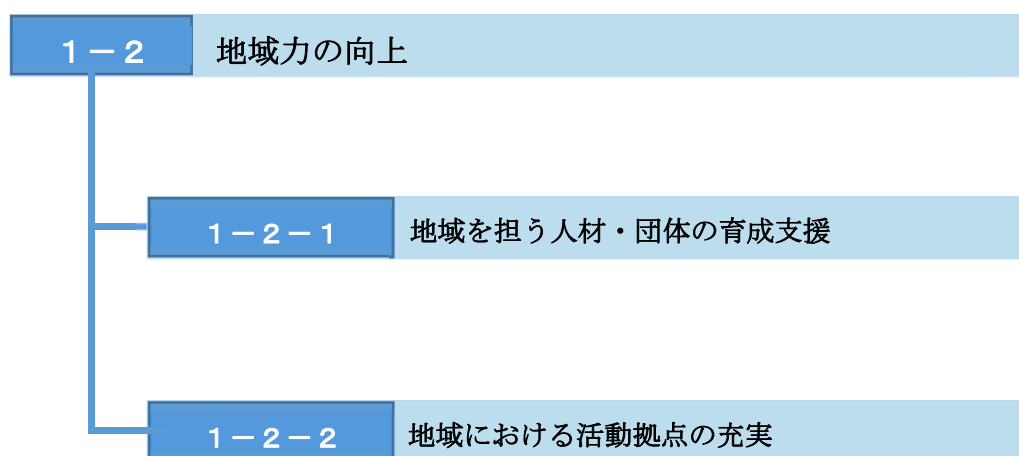 １－２ 地域力の向上
１－２－１ 地域を担う人材・団体の育成支援
１－２－２ 地域における活動拠点の充実